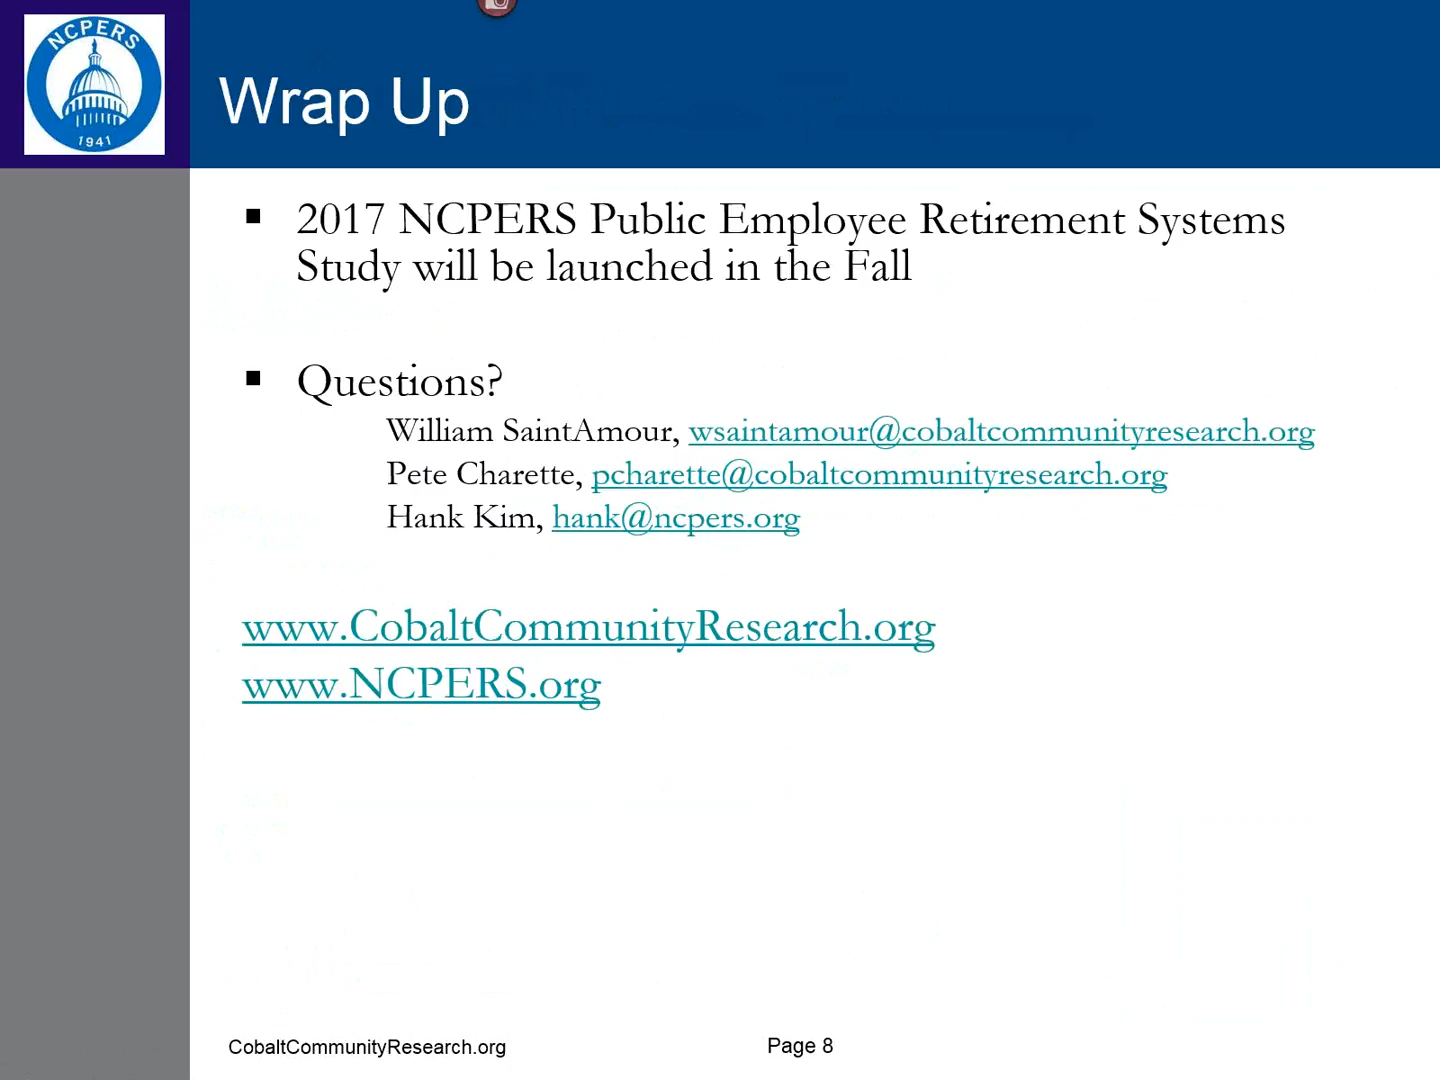 NCPERS
1941
Wrap Up
▪ 2017 NCPERS Public Employee Retirement Systems
Study will be launched in the Fall
▪ Questions?
William SaintAmour, wsaintamour@cobaltcommunityresearch.org
Pete Charette, pcharette@cobaltcommunityresearch.org
Hank Kim, hank@ncpers.org
www.CobaltCommunityResearch.org
www.NCPERS.org
CobaltCommunityResearch.org
Page 8